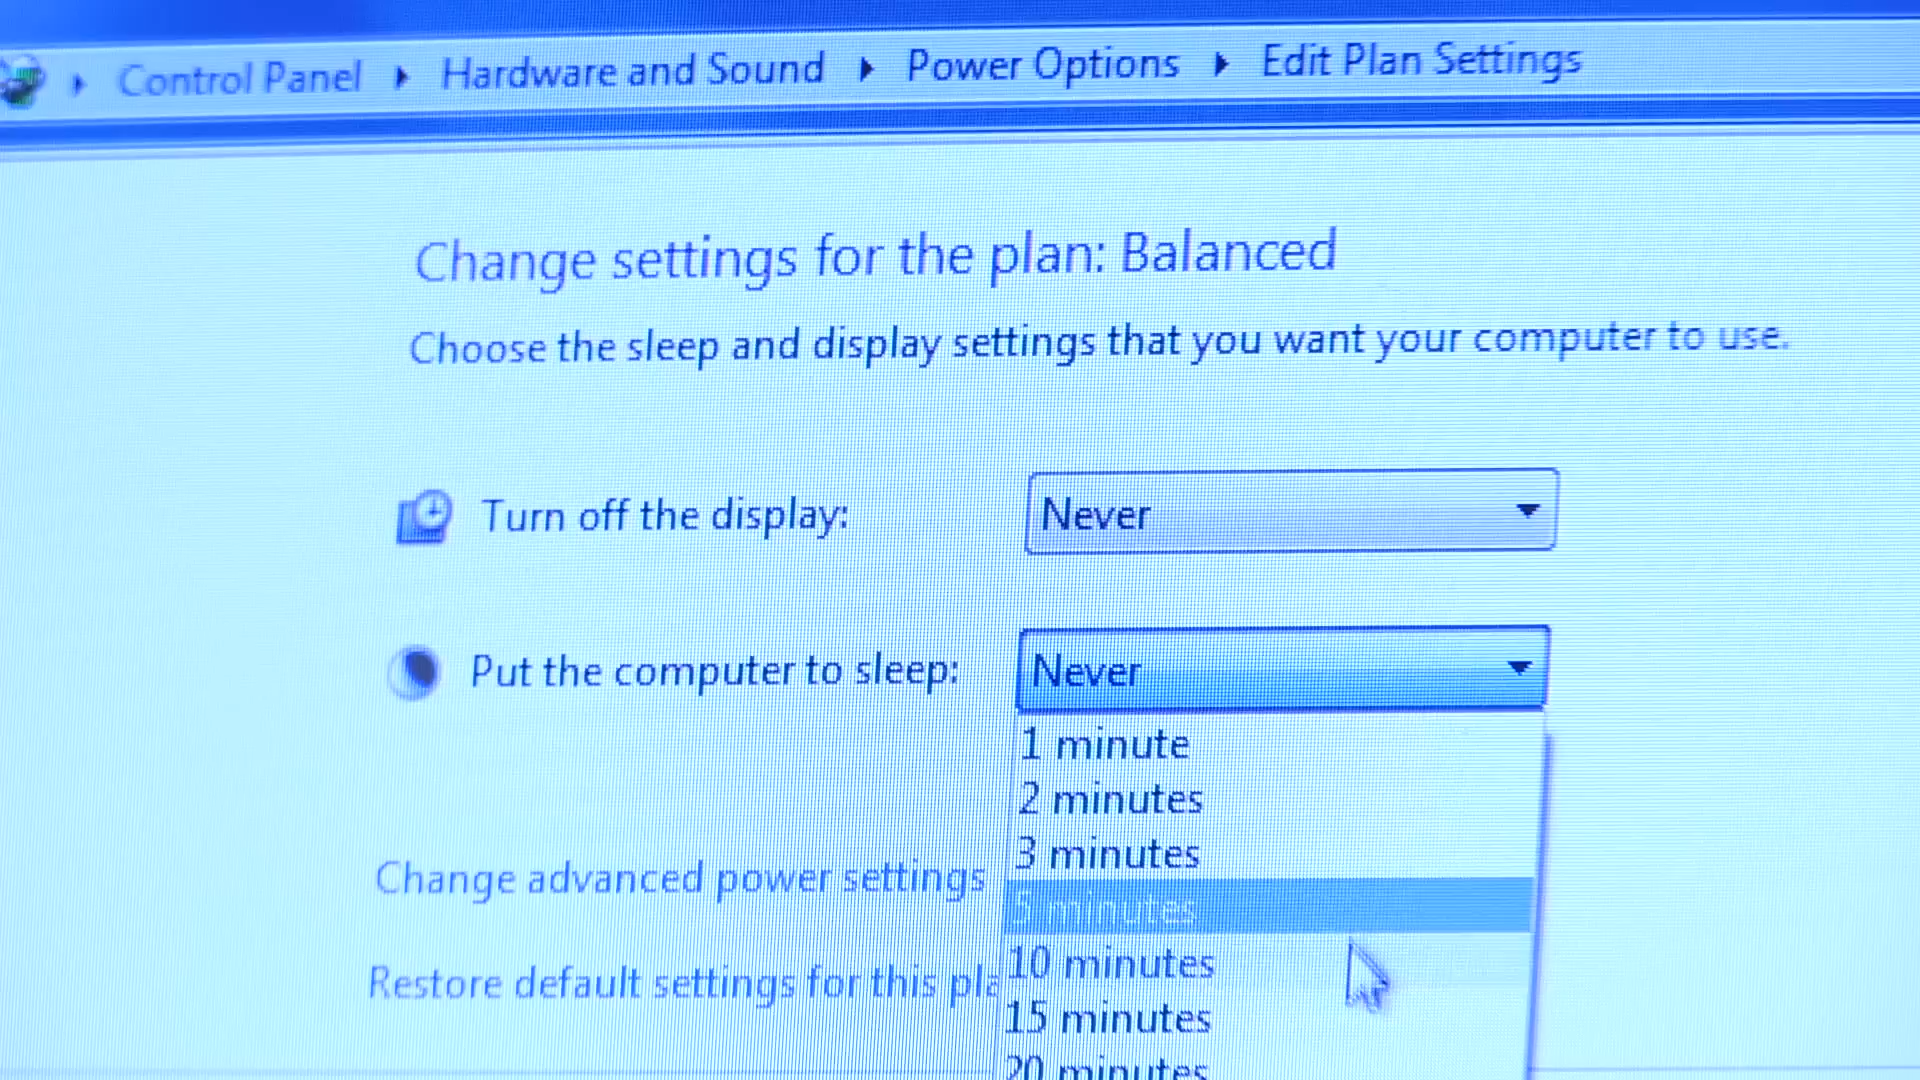 Control Panel Hardware and Sound Power Options Edit Plan Settings
Change settings for the plan: Balanced
Choose the sleep and display settings that you want your computer to use.
Turn off the display: Never
Put the computer to sleep: Never
1 minute
2 minutes
3 minutes
Change advanced power settings
5 minutes
10 minutes
Restore default settings for this pla
15 minutes
20 minutes